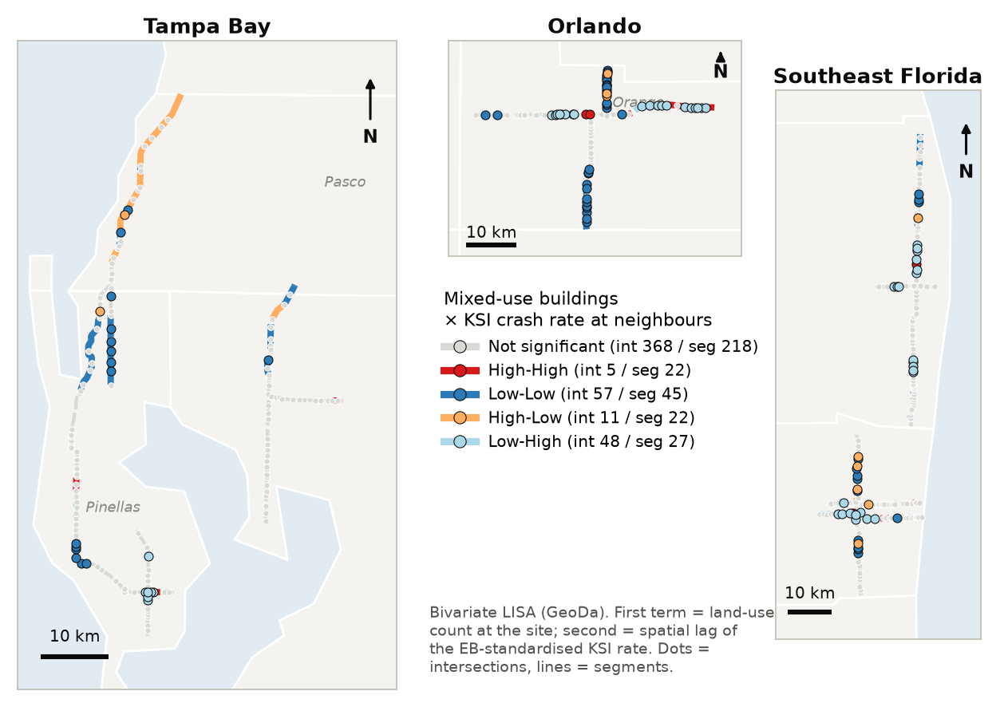 Tampa Bay
Orlando
Southeast Florida
N
Pasco
Pinellas
10 km
N
Orange
10 km
Mixed-use buildings
× KSI crash rate at neighbours
Not significant (int 368 / seg 218)
High-High (int 5 / seg 22)
Low-Low (int 57 / seg 45)
High-Low (int 11 / seg 22)
Low-High (int 48 / seg 27)
N
10 km
Bivariate LISA (GeoDa). First term = land-use
count at the site; second = spatial lag of
the EB-standardised KSI rate. Dots =
intersections, lines = segments.